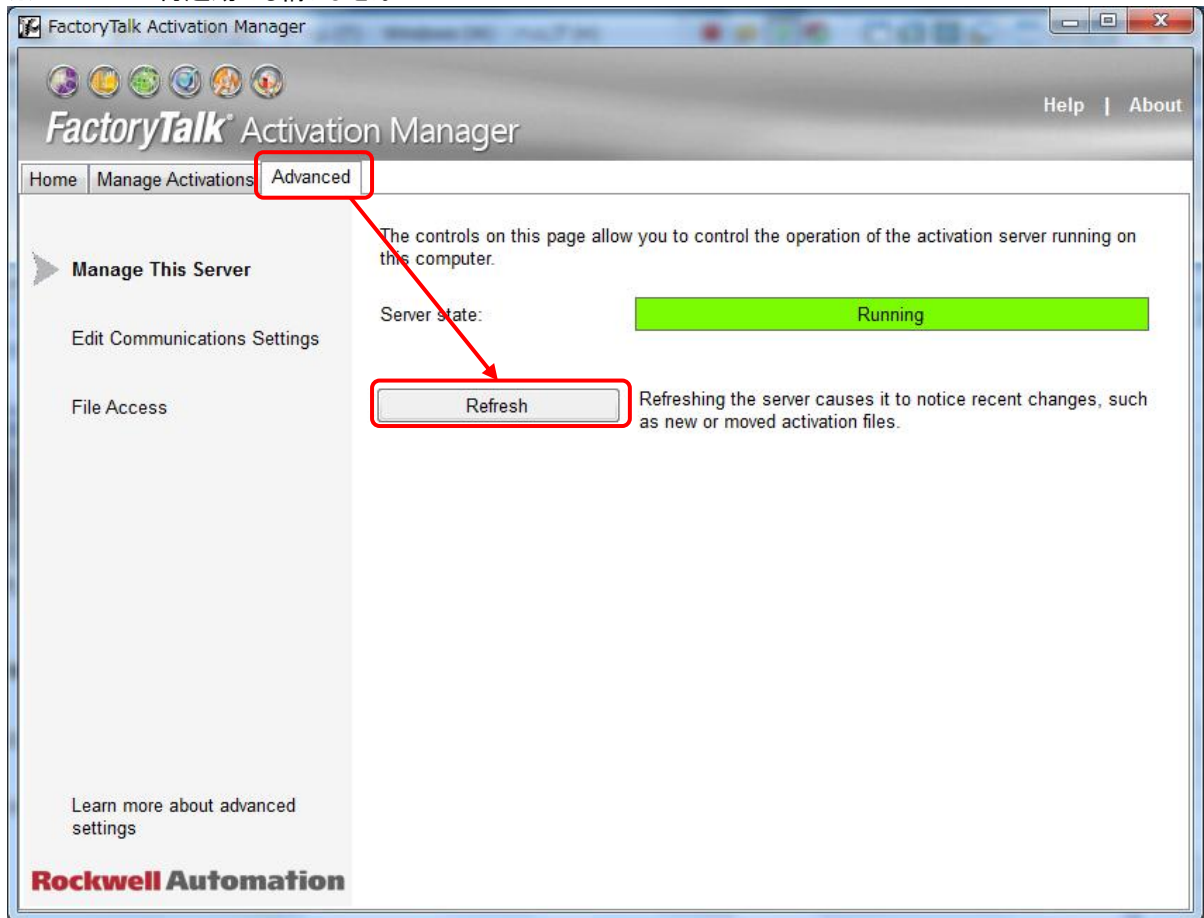 FactoryTalk Activation Manager
Help | About
FactoryTalk Activation Manager
Home Manage Activations Advanced
The controls on this page allow you to control the operation of the activation server running on
this computer.
Manage This Server
Server state: Running
Edit Communications Settings
File Access
Refresh
Refreshing the server causes it to notice recent changes, such
as new or moved activation files.
Learn more about advanced
settings
Rockwell Automation